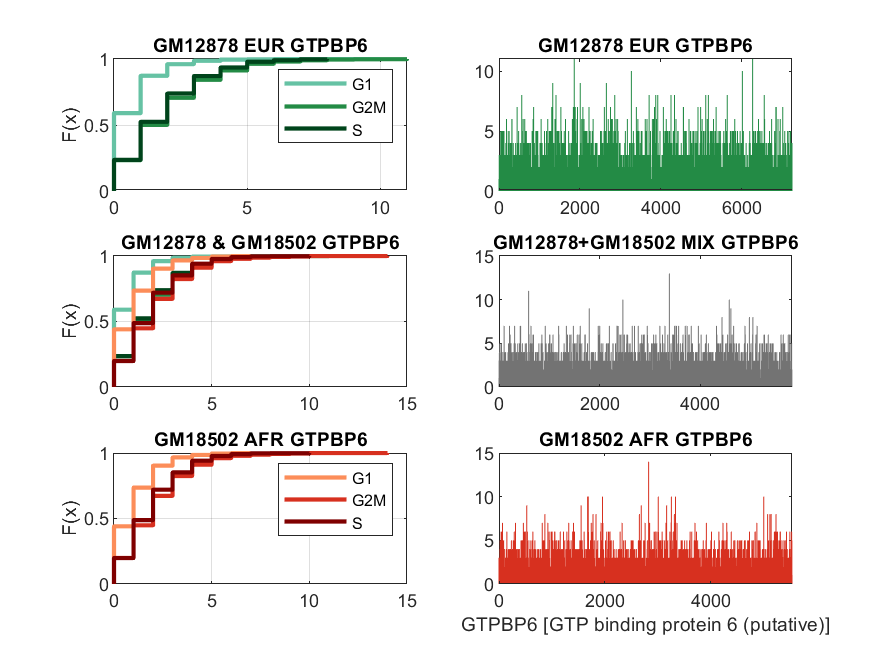 GM12878 EUR GTPBP6
1
0.5
0
F(x)
0 5 10
G1
G2M
S
GM12878 EUR GTPBP6
10
5
0
0 2000 4000 6000
GM12878 & GM18502 GTPBP6
1
0.5
0
F(x)
0 5 10 15
GM12878+GM18502 MIX GTPBP6
15
10
5
0
0 2000 4000
GM18502 AFR GTPBP6
1
0.5
0
F(x)
0 5 10 15
G1
G2M
S
GM18502 AFR GTPBP6
15
10
5
0
0 2000 4000
GTPBP6 [GTP binding protein 6 (putative)]